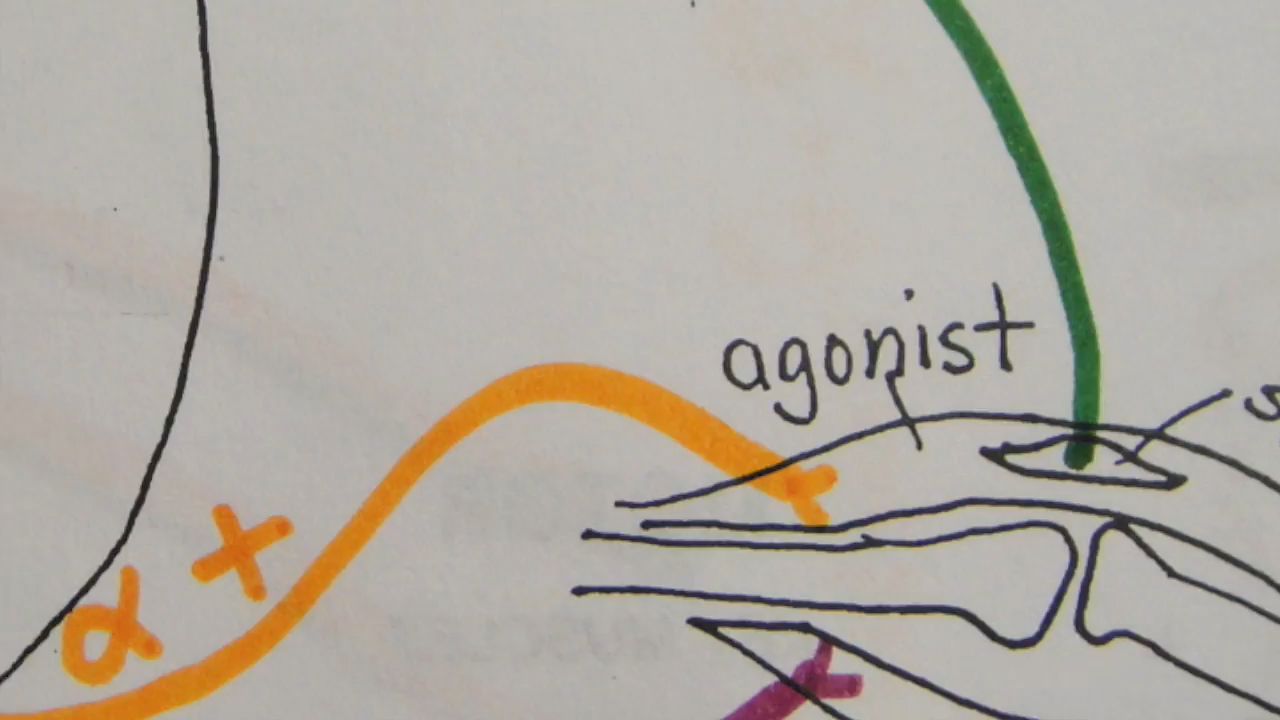 agonist
s
α +